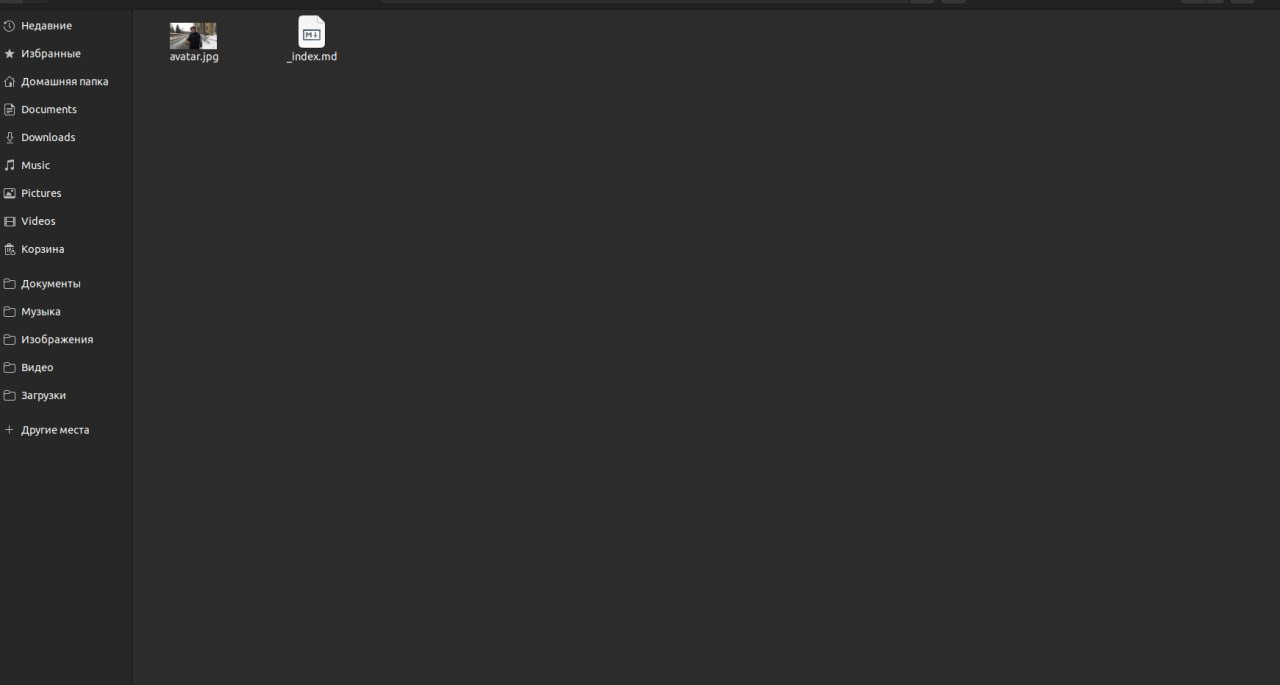 Недавние
Избранные
Домашняя папка
Documents
Downloads
Music
Pictures
Videos
Корзина
Документы
Музыка
Изображения
Видео
Загрузки
Другие места
avatar.jpg
_index.md